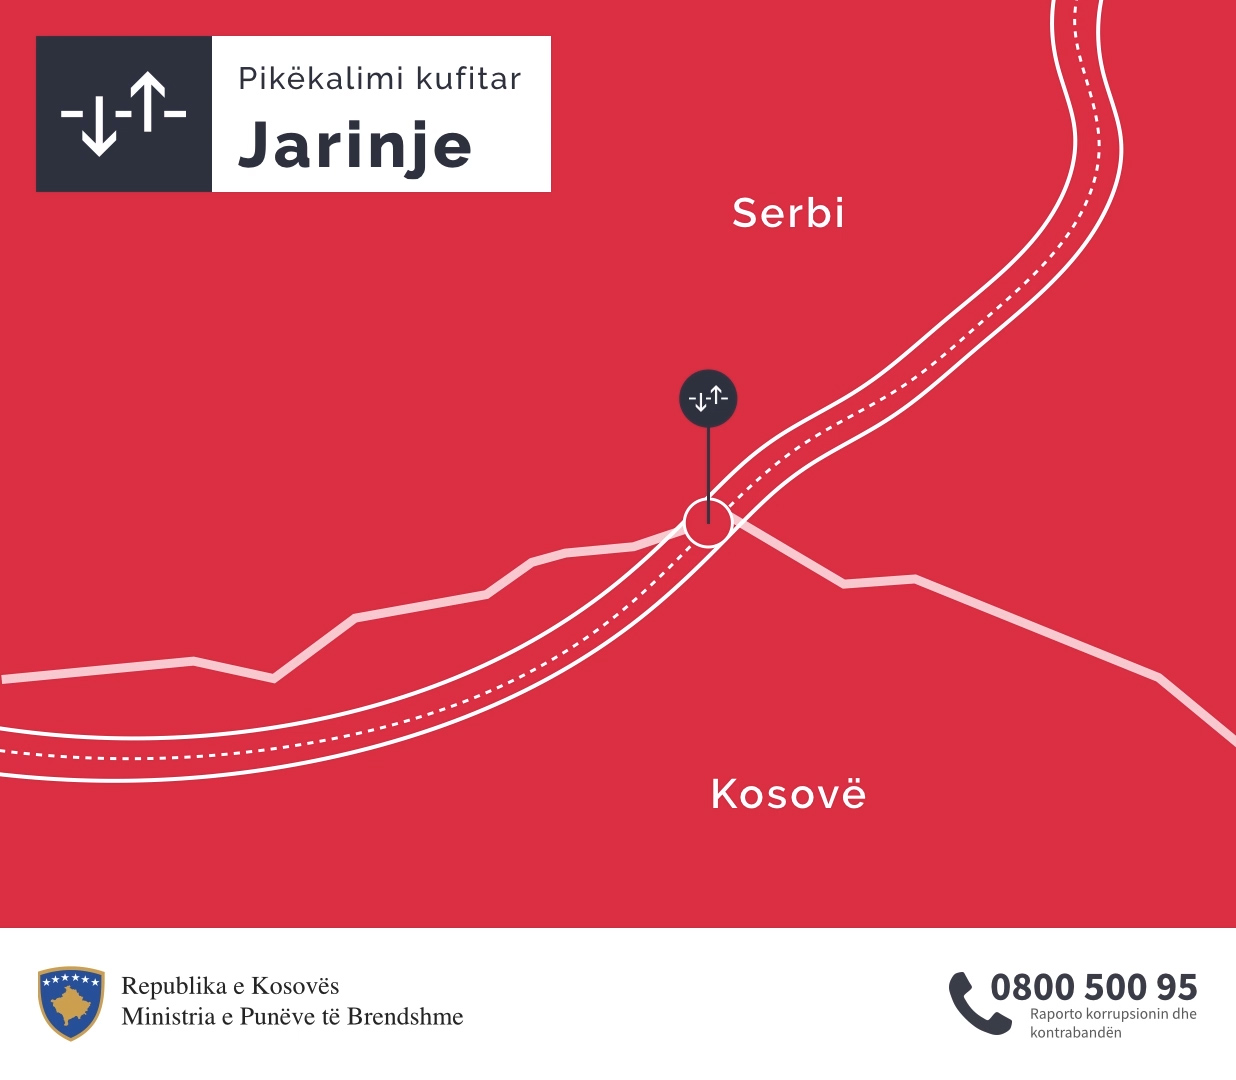 Pikëkalimi kufitar
Jarinje
Serbi
Kosovë
Republika e Kosovës
Ministria e Punëve të Brendshme
0800 500 95
Raporto korrupsionin dhe
kontrabandën